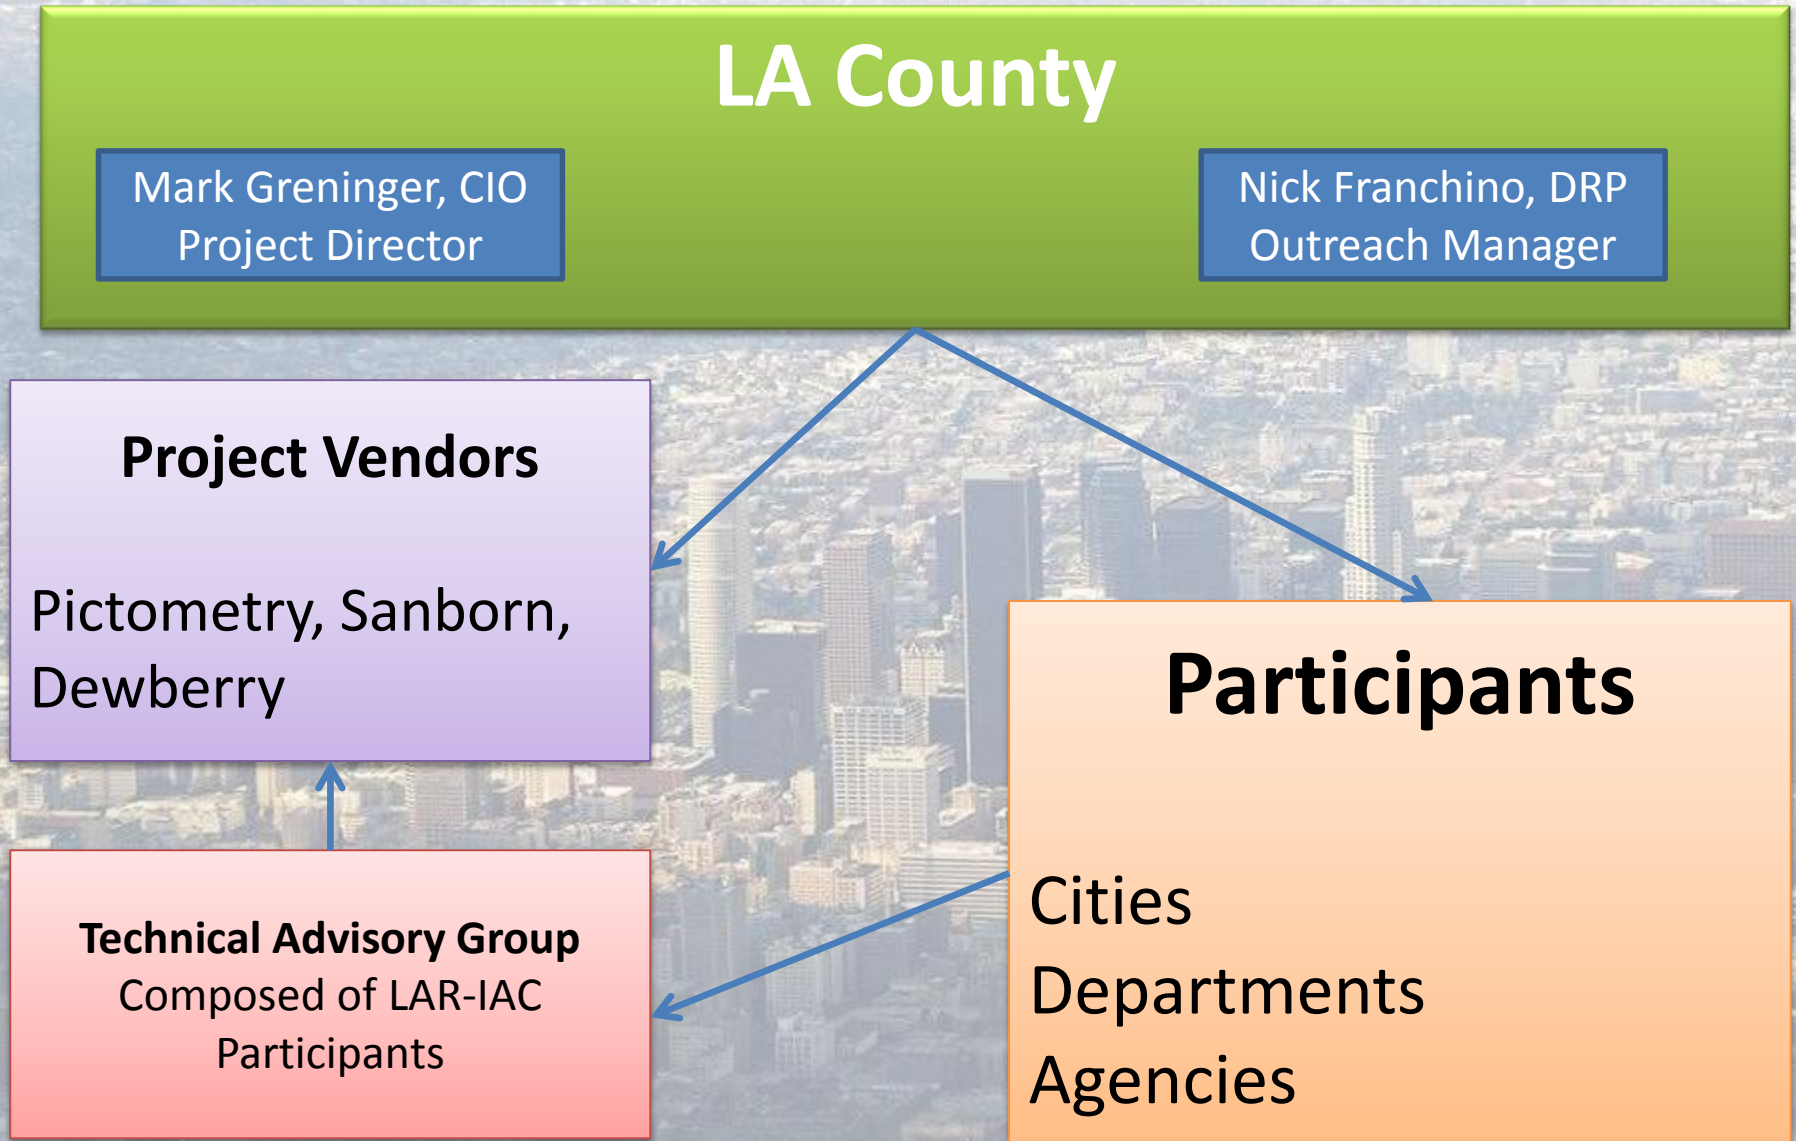 LA County
Mark Greninger, CIO
Project Director
Nick Franchino, DRP
Outreach Manager
Project Vendors
Pictometry, Sanborn,
Dewberry
Participants
Cities
Departments
Agencies
Technical Advisory Group
Composed of LAR-IAC
Participants